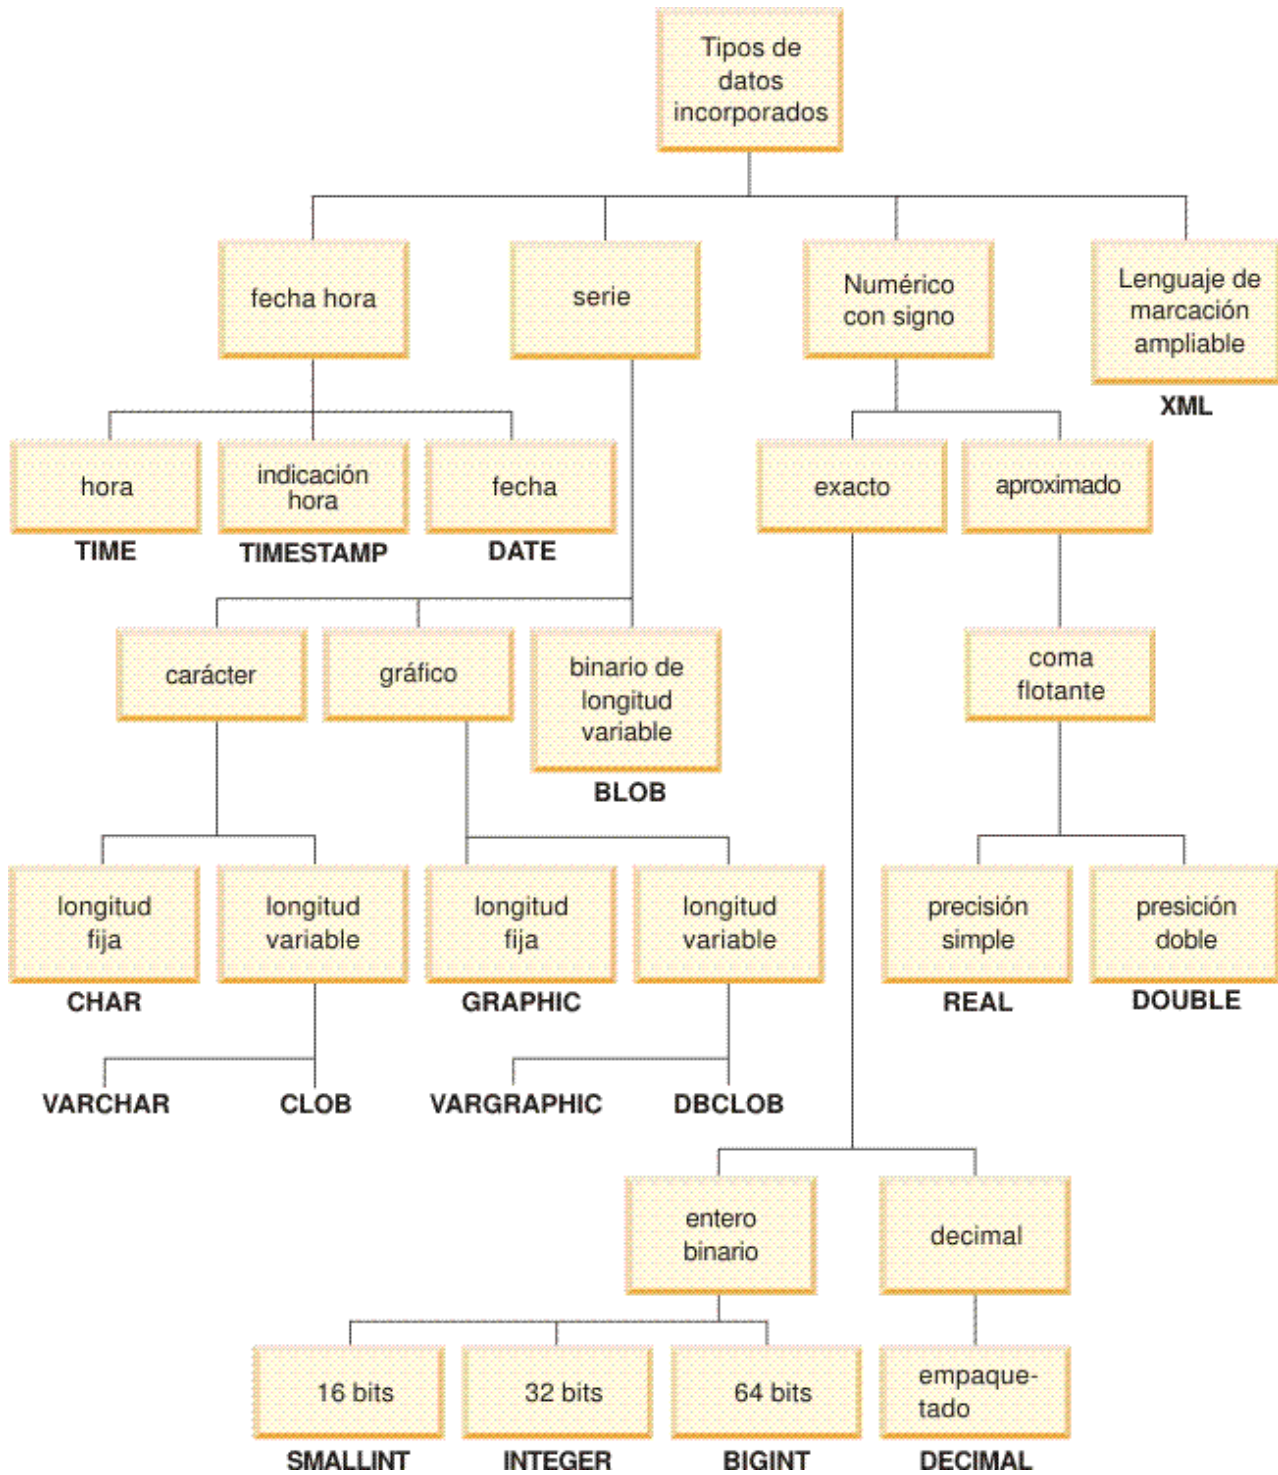 Tipos de
datos
incorporados
fecha hora
serie
Numérico
con signo
Lenguaje de
marcación
ampliable
XML
hora
TIME
indicación
hora
TIMESTAMP
fecha
DATE
exacto
aproximado
carácter
gráfico
binario de
longitud
variable
BLOB
coma
flotante
longitud
fija
CHAR
longitud
variable
longitud
fija
GRAPHIC
longitud
variable
precisión
simple
REAL
presición
doble
DOUBLE
VARCHAR
CLOB
VARGRAPHIC
DBCLOB
entero
binario
decimal
16 bits
SMALLINT
32 bits
INTEGER
64 bits
BIGINT
empaque-
tado
DECIMAL